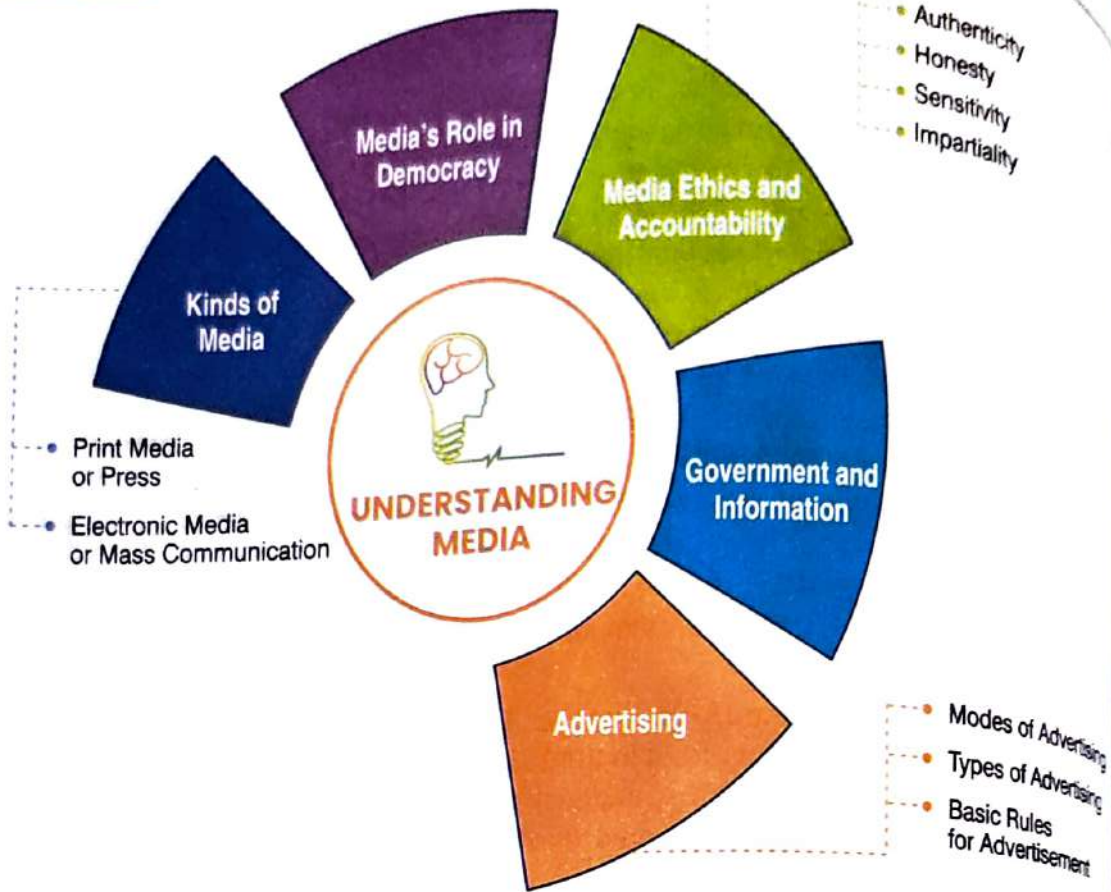 Authenticity
Honesty
Sensitivity
Impartiality
Media's Role in
Democracy
Media Ethics and
Accountability
Kinds of
Media
Print Media
or Press
Electronic Media
or Mass Communication
UNDERSTANDING
MEDIA
Government and
Information
Advertising
Modes of Advertising
Types of Advertising
Basic Rules
for Advertisement